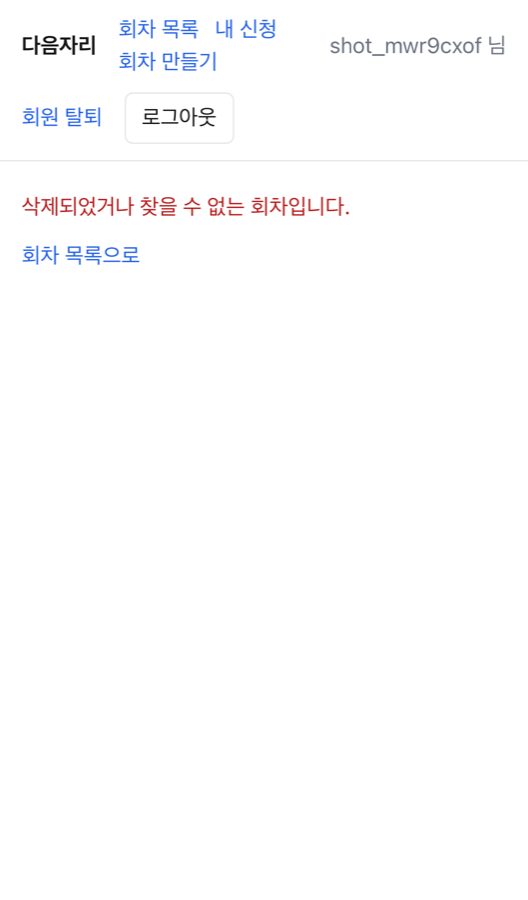 다음자리
회차 목록 내 신청
회차 만들기
shot_mwr9cxof 님
회원 탈퇴 로그아웃
삭제되었거나 찾을 수 없는 회차입니다.
회차 목록으로